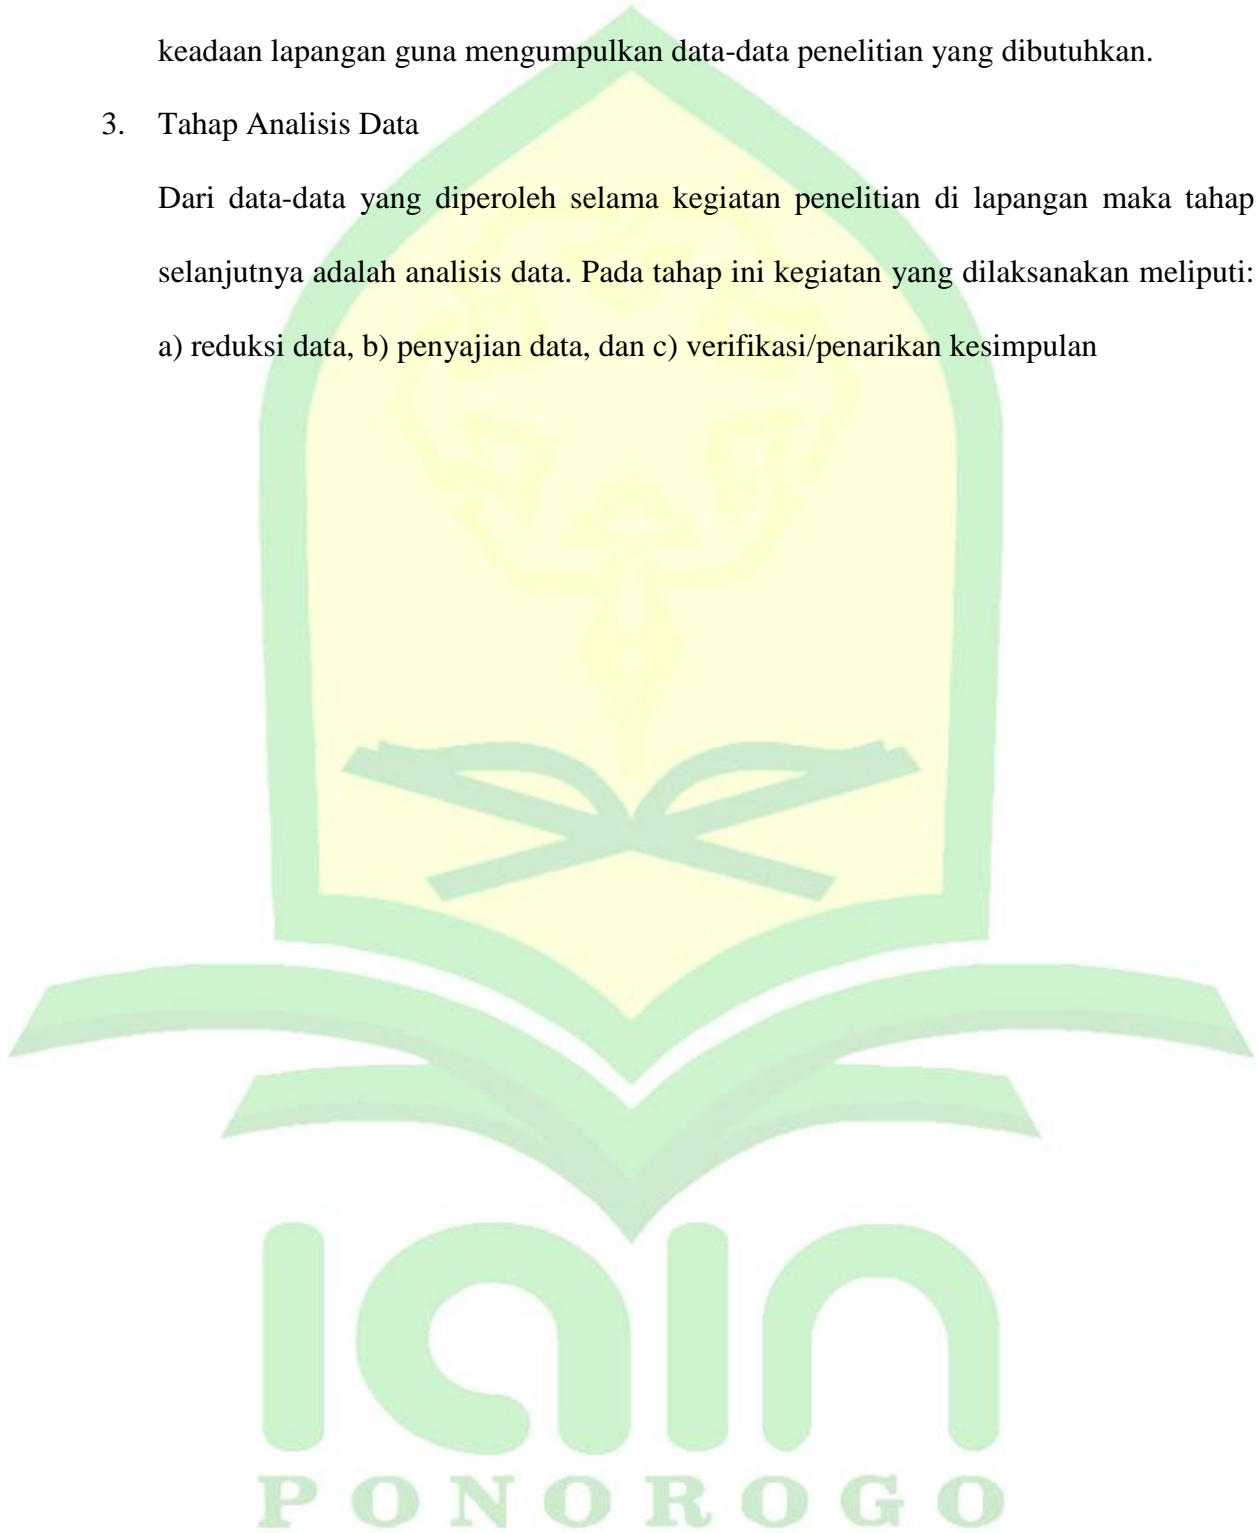 keadaan lapangan guna mengumpulkan data-data penelitian yang dibutuhkan.
3. Tahap Analisis Data
Dari data-data yang diperoleh selama kegiatan penelitian di lapangan maka tahap
selanjutnya adalah analisis data. Pada tahap ini kegiatan yang dilaksanakan meliputi:
a) reduksi data, b) penyajian data, dan c) verifikasi/penarikan kesimpulan
iain
PONOROGO